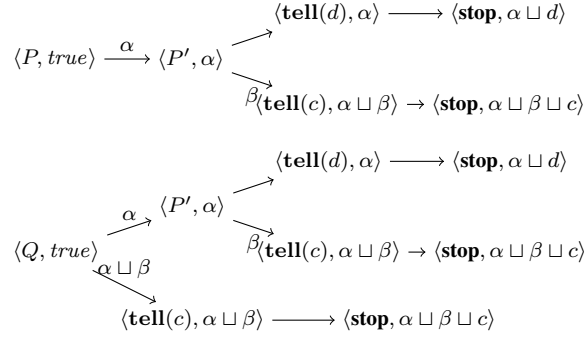 ⟨tell(d), α⟩ ⟶ ⟨stop, α ⊔ d⟩
⟨P, true⟩ α ⟶ ⟨P′, α⟩
β ⟨tell(c), α ⊔ β⟩ → ⟨stop, α ⊔ β ⊔ c⟩
⟨tell(d), α⟩ ⟶ ⟨stop, α ⊔ d⟩
α ⟨P′, α⟩
⟨Q, true⟩ β ⟨tell(c), α ⊔ β⟩ → ⟨stop, α ⊔ β ⊔ c⟩
α ⊔ β
⟨tell(c), α ⊔ β⟩ ⟶ ⟨stop, α ⊔ β ⊔ c⟩